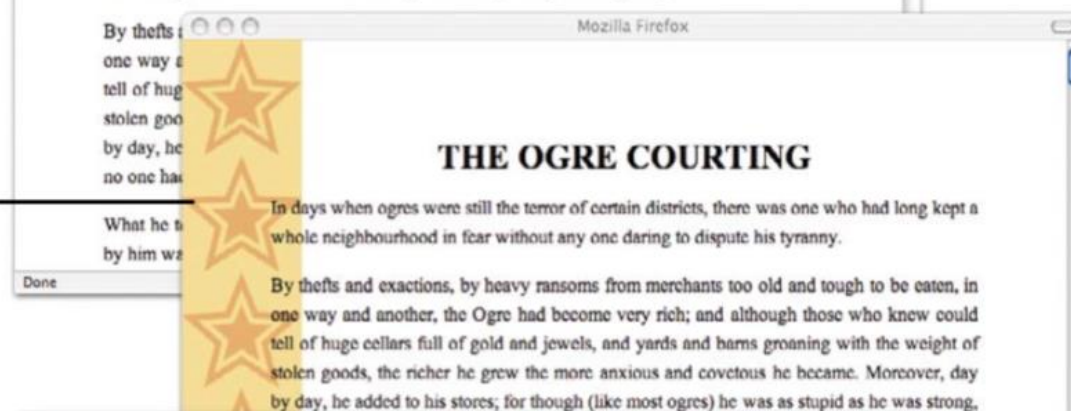 By thefts
one way
tell of hug
stolen goo
by day, he
no one ha
What he t
by him wa
Done
Mozilla Firefox
THE OGRE COURTING
In days when ogres were still the terror of certain districts, there was one who had long kept a
whole neighbourhood in fear without any one daring to dispute his tyranny.
By thefts and exactions, by heavy ransoms from merchants too old and tough to be eaten, in
one way and another, the Ogre had become very rich; and although those who knew could
tell of huge cellars full of gold and jewels, and yards and barns groaning with the weight of
stolen goods, the richer he grew the more anxious and covetous he became. Moreover, day
by day, he added to his stores; for though (like most ogres) he was as stupid as he was strong,